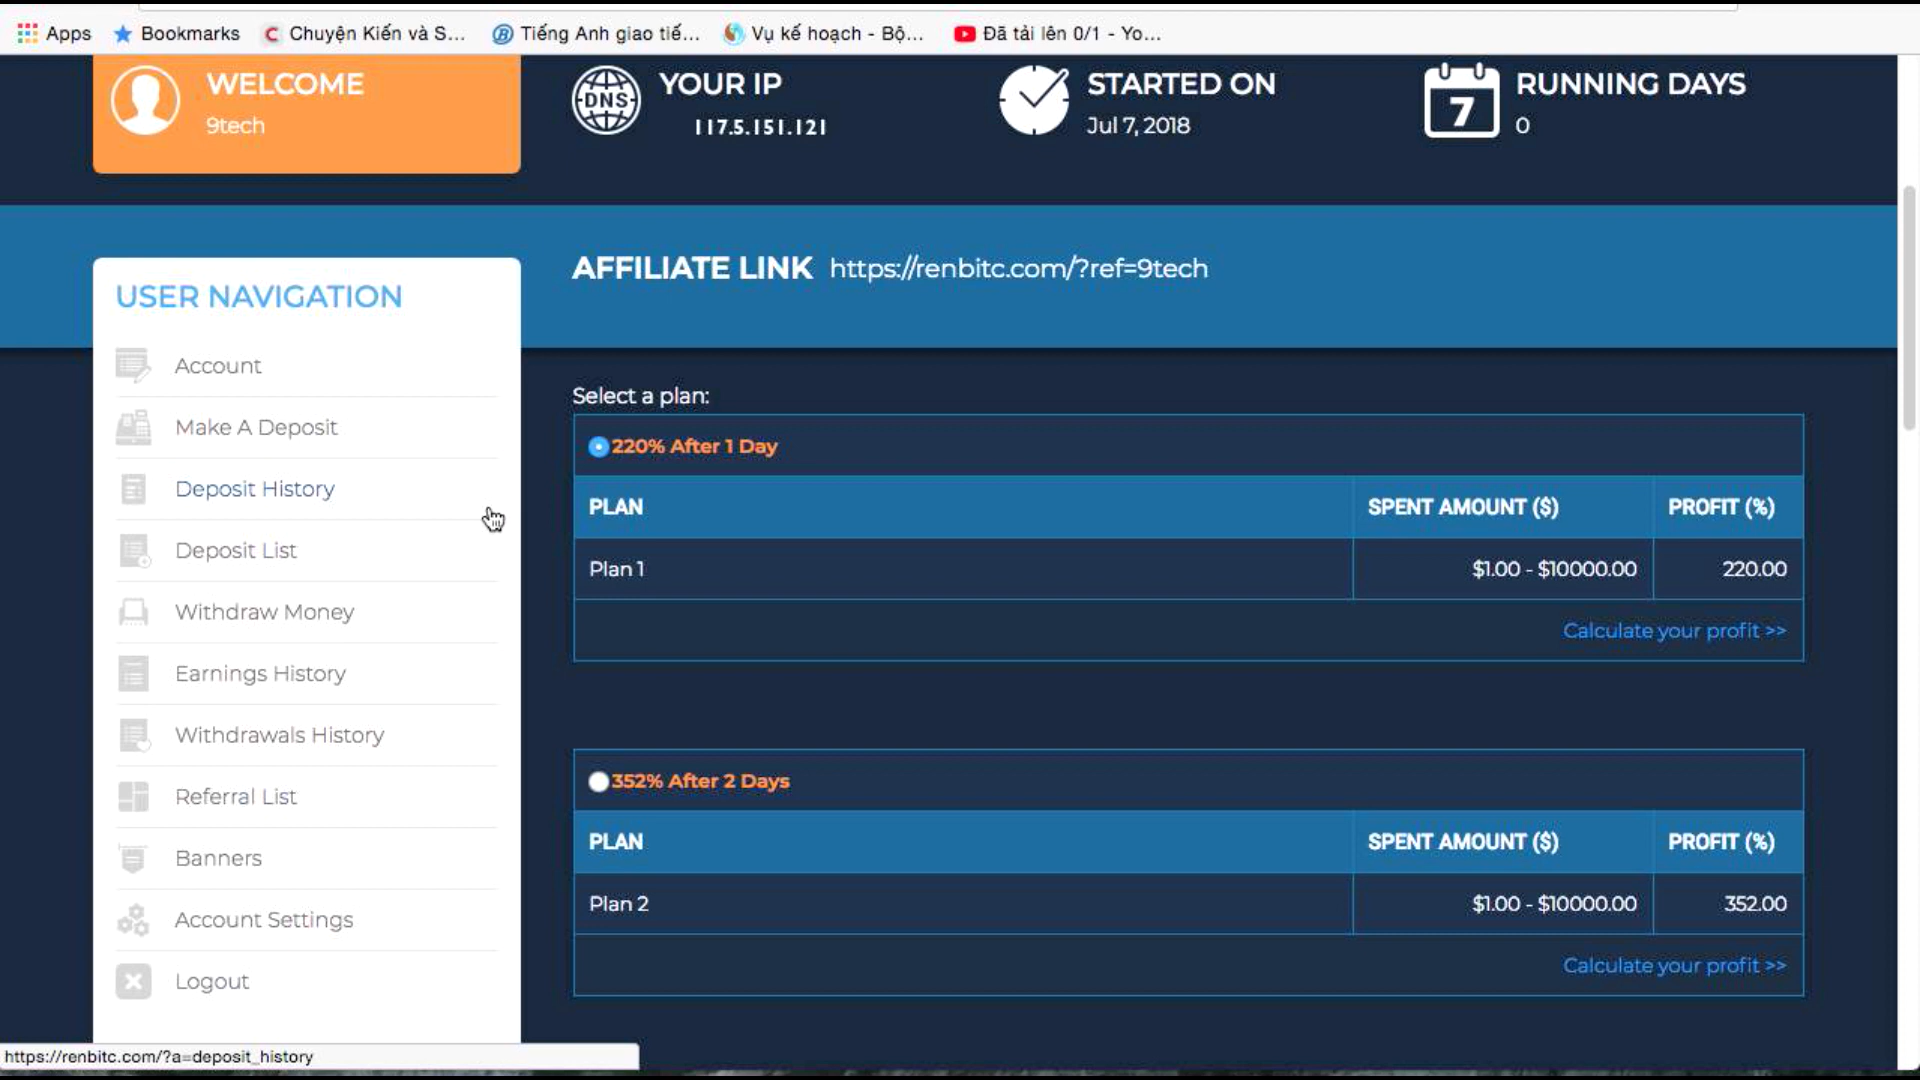 Apps Bookmarks Chuyện Kiến và S... Tiếng Anh giao tiế... Vụ kế hoạch - Bộ... Đã tải lên 0/1 - Yo...
WELCOME
9tech
DNS
YOUR IP
117.5.151.121
STARTED ON
Jul 7, 2018
7
RUNNING DAYS
0
AFFILIATE LINK https://renbitc.com/?ref=9tech
USER NAVIGATION
Account
Make A Deposit
Deposit History
Deposit List
Withdraw Money
Earnings History
Withdrawals History
Referral List
Banners
Account Settings
Logout
Select a plan:
220% After 1 Day
PLAN SPENT AMOUNT ($) PROFIT (%)
Plan 1 $1.00 - $10000.00 220.00
Calculate your profit >>
352% After 2 Days
PLAN SPENT AMOUNT ($) PROFIT (%)
Plan 2 $1.00 - $10000.00 352.00
Calculate your profit >>
https://renbitc.com/?a=deposit_history